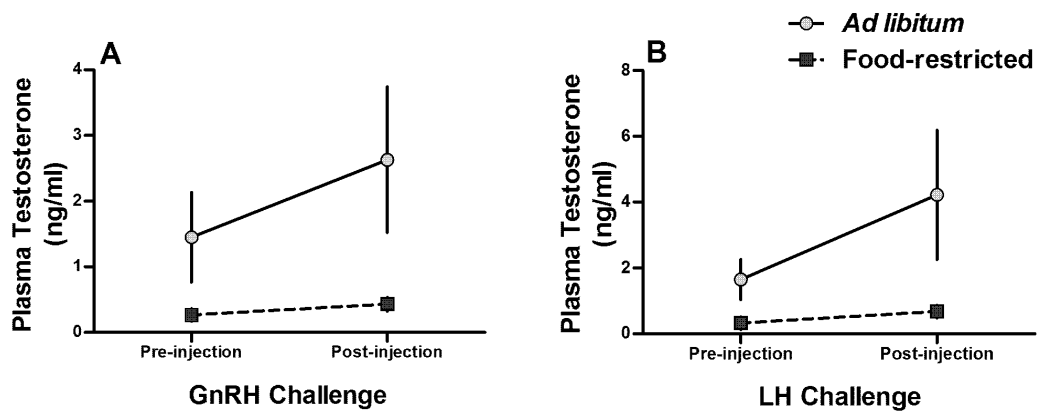 Ad libitum
Food-restricted
A
Plasma Testosterone
(ng/ml)
4
3
2
1
0
Pre-injection
Post-injection
GnRH Challenge
B
Plasma Testosterone
(ng/ml)
8
6
4
2
0
Pre-injection
Post-injection
LH Challenge